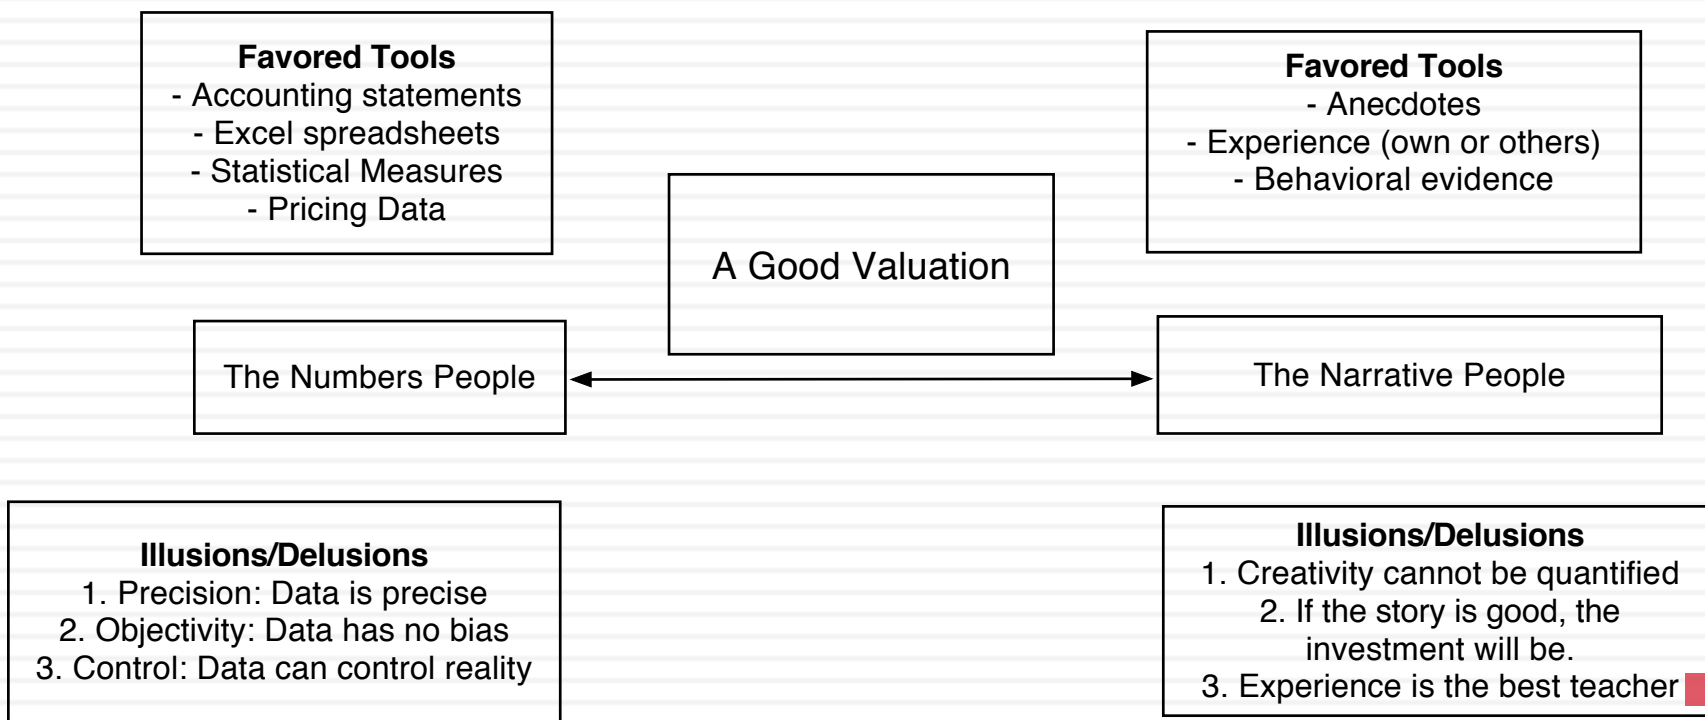 Favored Tools
- Accounting statements
- Excel spreadsheets
- Statistical Measures
- Pricing Data
Favored Tools
- Anecdotes
- Experience (own or others)
- Behavioral evidence
A Good Valuation
The Numbers People
The Narrative People
Illusions/Delusions
1. Precision: Data is precise
2. Objectivity: Data has no bias
3. Control: Data can control reality
Illusions/Delusions
1. Creativity cannot be quantified
2. If the story is good, the
investment will be.
3. Experience is the best teacher